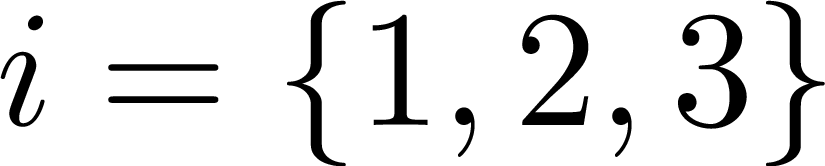 i = {1, 2, 3}